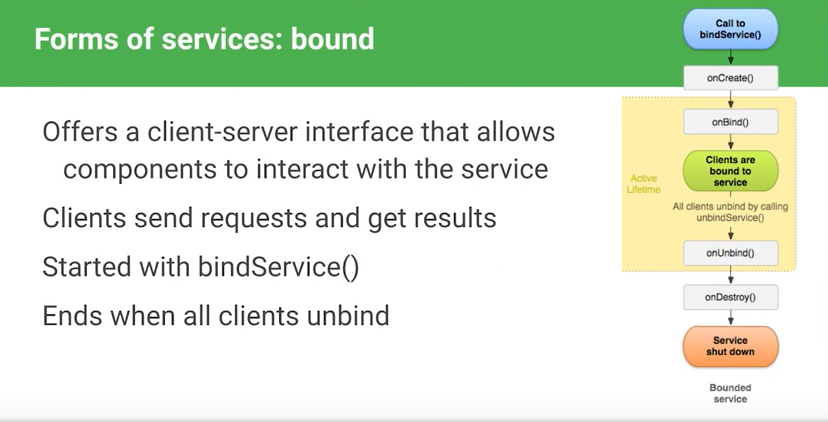 Forms of services: bound
Offers a client-server interface that allows
components to interact with the service
Clients send requests and get results
Started with bindService()
Ends when all clients unbind
Call to
bindService()
onCreate()
onBind()
Clients are
bound to
service
Active
Lifetime
All clients unbind by calling
unbindService()
onUnbind()
onDestroy()
Service
shut down
Bounded
service